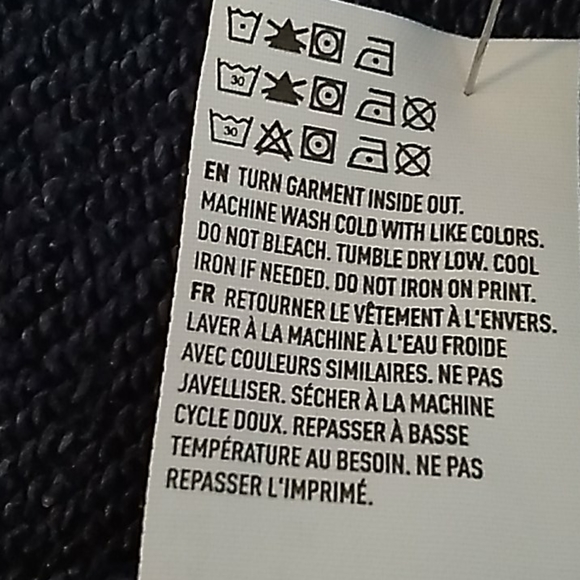 30
30
EN TURN GARMENT INSIDE OUT.
MACHINE WASH COLD WITH LIKE COLORS.
DO NOT BLEACH. TUMBLE DRY LOW. COOL
IRON IF NEEDED. DO NOT IRON ON PRINT.
FR RETOURNER LE VÊTEMENT À L'ENVERS.
LAVER À LA MACHINE À L'EAU FROIDE
AVEC COULEURS SIMILAIRES. NE PAS
JAVELLISER. SÉCHER À LA MACHINE
CYCLE DOUX. REPASSER À BASSE
TEMPÉRATURE AU BESOIN. NE PAS
REPASSER L'IMPRIMÉ.